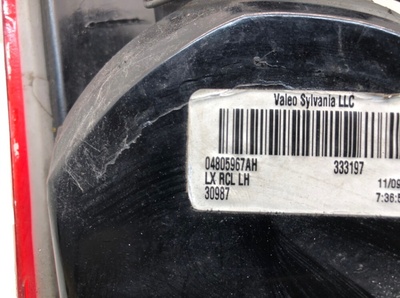 Valeo Sylvania LLC
04805967AH 333197
LX RCL LH 11/09
30987 7:36:5